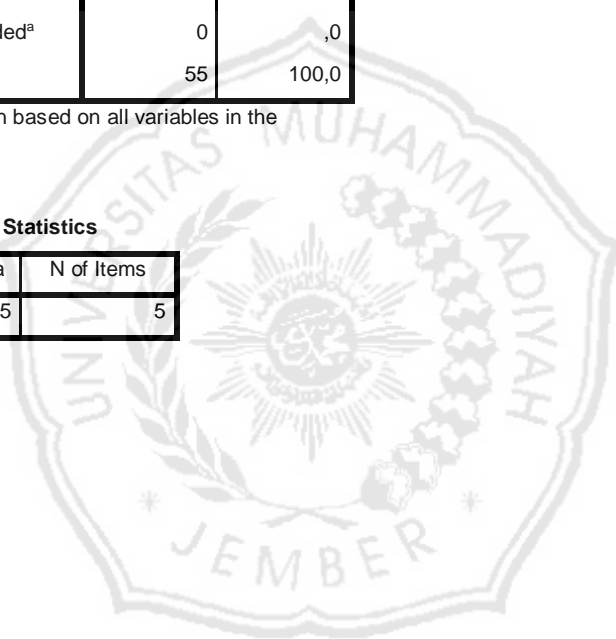 dedᵃ 0 ,0
55 100,0
n based on all variables in the
Statistics
a N of Items
5 5
UNIVERSITAS MUHAMMADIYAH
JEMBER